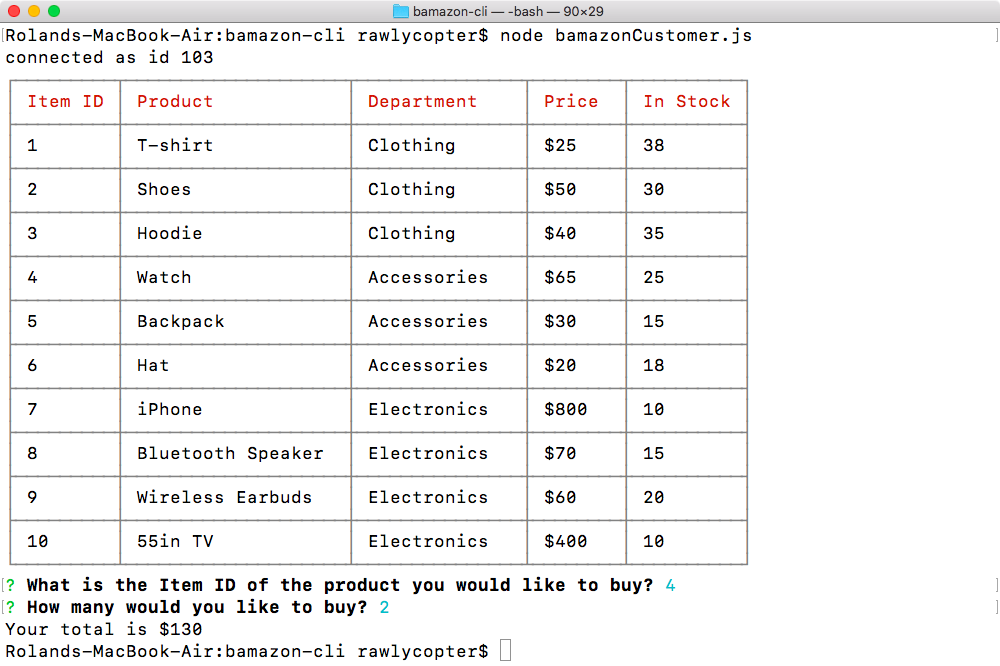 bamazon-cli — -bash — 90×29
Rolands-MacBook-Air:bamazon-cli rawlycopter$ node bamazonCustomer.js
connected as id 103
Item ID Product Department Price In Stock
1 T-shirt Clothing $25 38
2 Shoes Clothing $50 30
3 Hoodie Clothing $40 35
4 Watch Accessories $65 25
5 Backpack Accessories $30 15
6 Hat Accessories $20 18
7 iPhone Electronics $800 10
8 Bluetooth Speaker Electronics $70 15
9 Wireless Earbuds Electronics $60 20
10 55in TV Electronics $400 10
? What is the Item ID of the product you would like to buy? 4
? How many would you like to buy? 2
Your total is $130
Rolands-MacBook-Air:bamazon-cli rawlycopter$